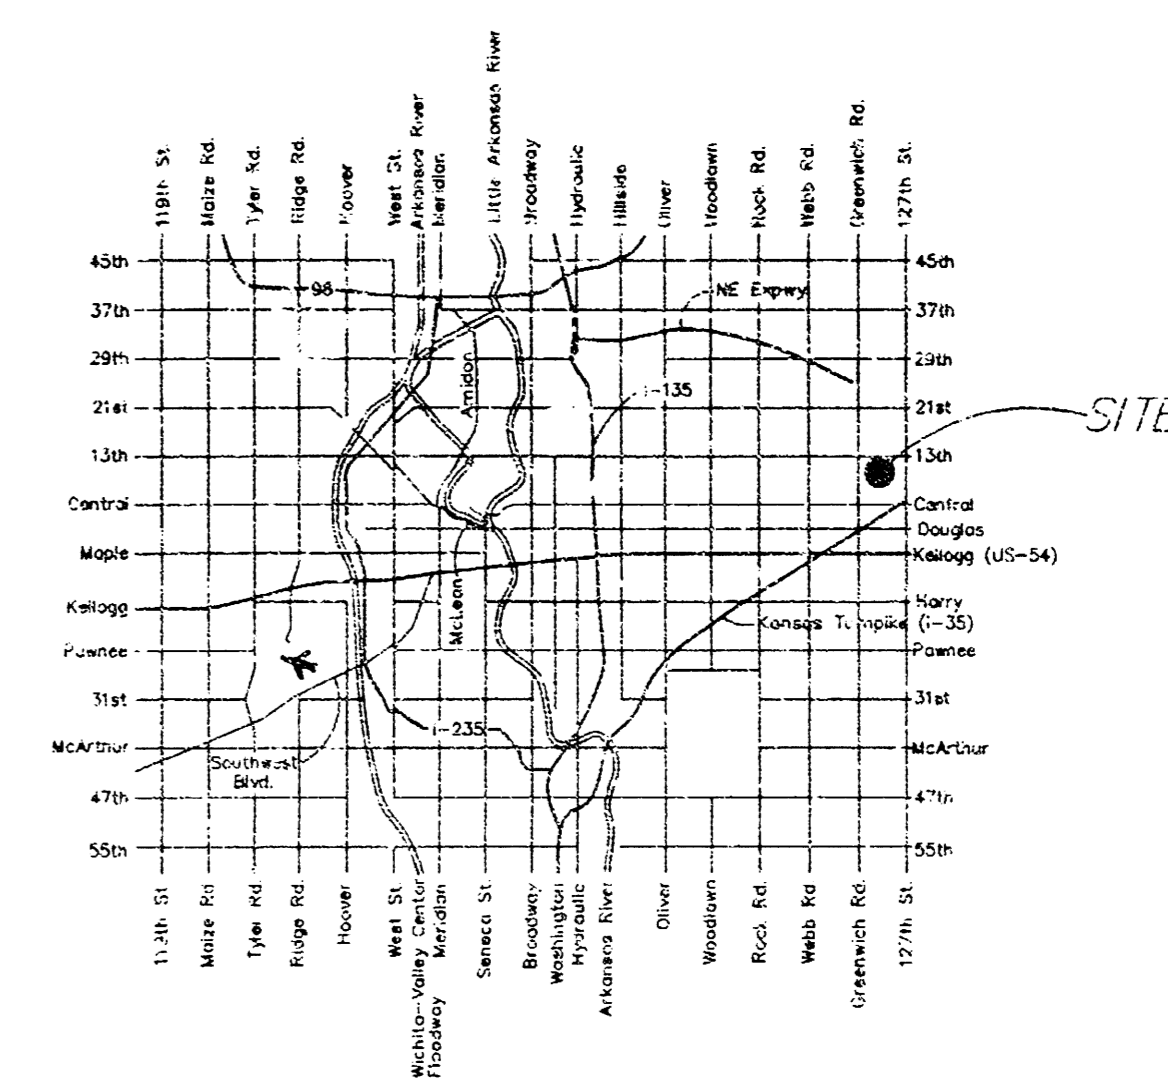 119th St.
Maize Rd.
Tyler Rd.
Ridge Rd.
Hoover
West St.
Arkansas River
Meridian
Little Arkansas River
Broadway
Hydraulic
Hillside
Oliver
Woodlawn
Rock Rd.
Webb Rd.
Greenwich Rd.
127th St.
45th
45th
96
NE Expwy
37th
37th
29th
29th
Amidon
I-135
21st
21st
SITE
13th
13th
Central
Central
Douglas
Maple
Kellogg (US-54)
Kellogg
McLean
Harry
Kansas Turnpike (I-35)
Pawnee
Pawnee
31st
31st
I-235
McArthur
McArthur
Southwest
Blvd.
47th
47th
55th
55th
119th St
Maize Rd
Tyler Rd.
Ridge Rd.
Hoover
West St.
Wichita-Valley Center
Floodway
Meridian
Seneca St.
Broadway
Washington
Hydraulic
Arkansas River
Oliver
Woodlawn
Rock Rd.
Webb Rd
Greenwich Rd.
127th St.